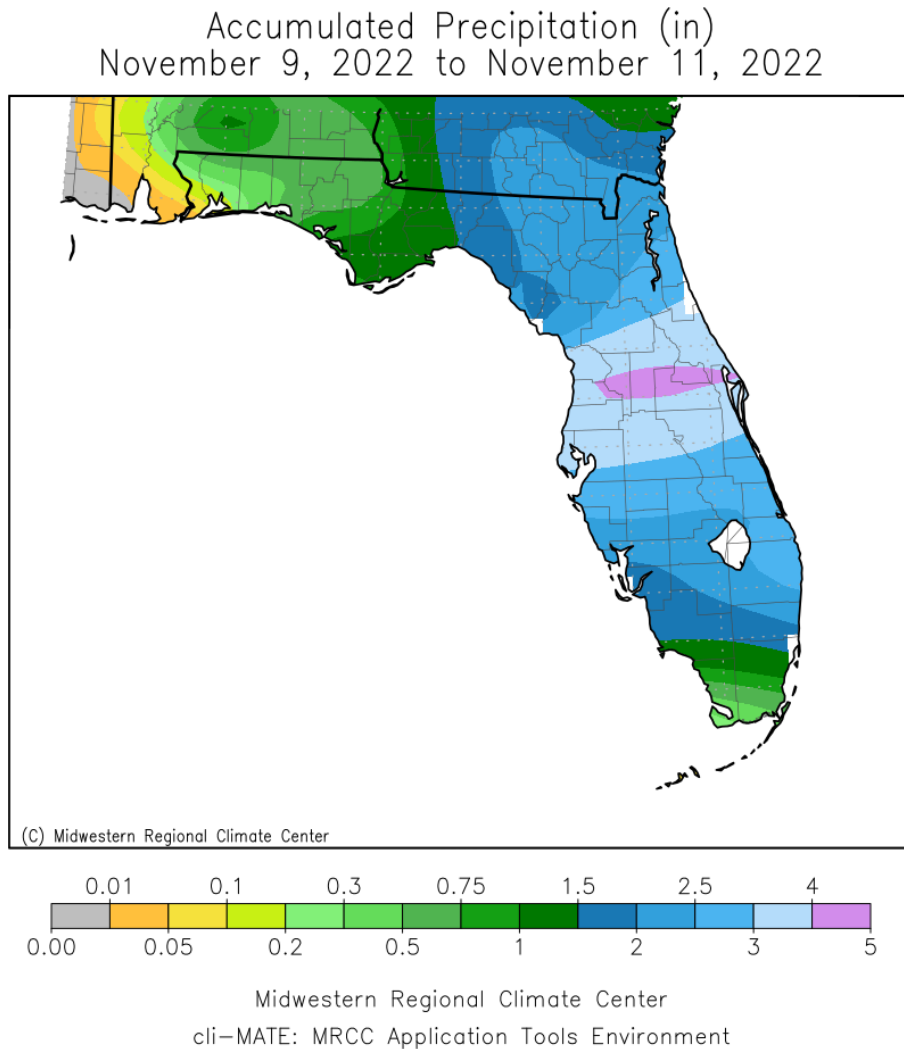 Accumulated Precipitation (in)
November 9, 2022 to November 11, 2022
(C) Midwestern Regional Climate Center
0.01 0.1 0.3 0.75 1.5 2.5 4
0.00 0.05 0.2 0.5 1 2 3 5
Midwestern Regional Climate Center
cli-MATE: MRCC Application Tools Environment